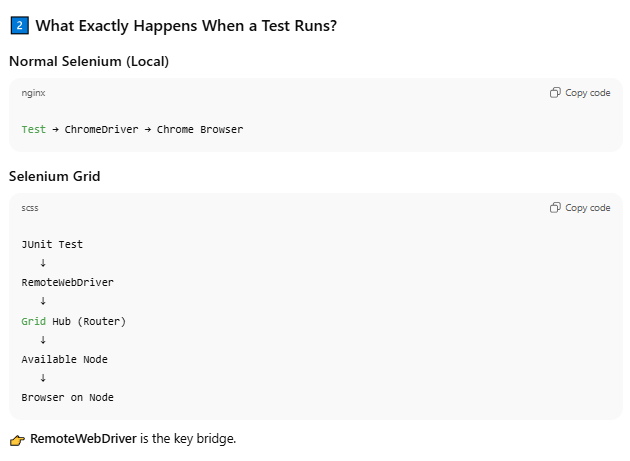 2 What Exactly Happens When a Test Runs?
Normal Selenium (Local)
nginx Copy code
Test → ChromeDriver → Chrome Browser
Selenium Grid
scss Copy code
JUnit Test
↓
RemoteWebDriver
↓
Grid Hub (Router)
↓
Available Node
↓
Browser on Node
👉 RemoteWebDriver is the key bridge.